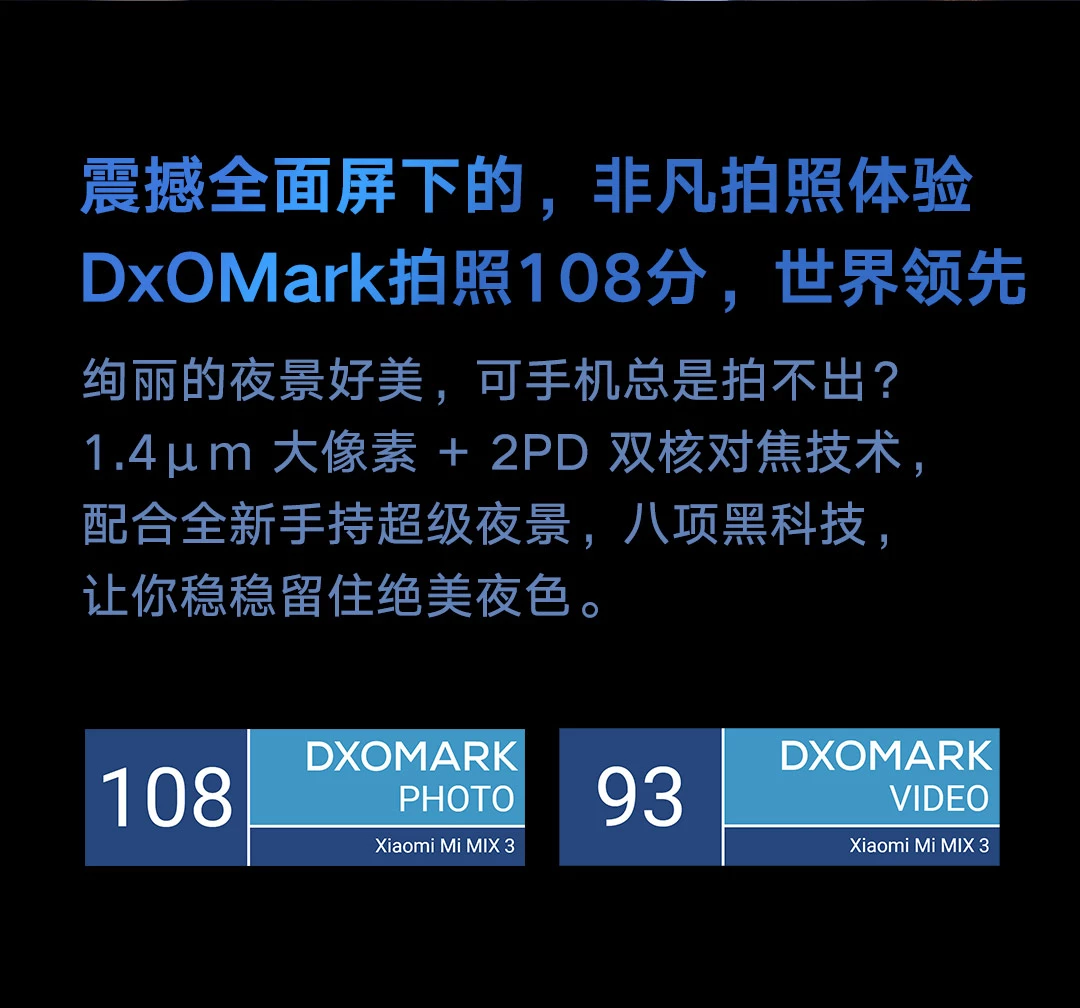 震撼全面屏下的，非凡拍照体验
DxOMark拍照108分，世界领先
绚丽的夜景好美，可手机总是拍不出？
1.4μm 大像素 + 2PD 双核对焦技术，
配合全新手持超级夜景，八项黑科技，
让你稳稳留住绝美夜色。
108
DXOMARK
PHOTO
Xiaomi Mi MIX 3
93
DXOMARK
VIDEO
Xiaomi Mi MIX 3